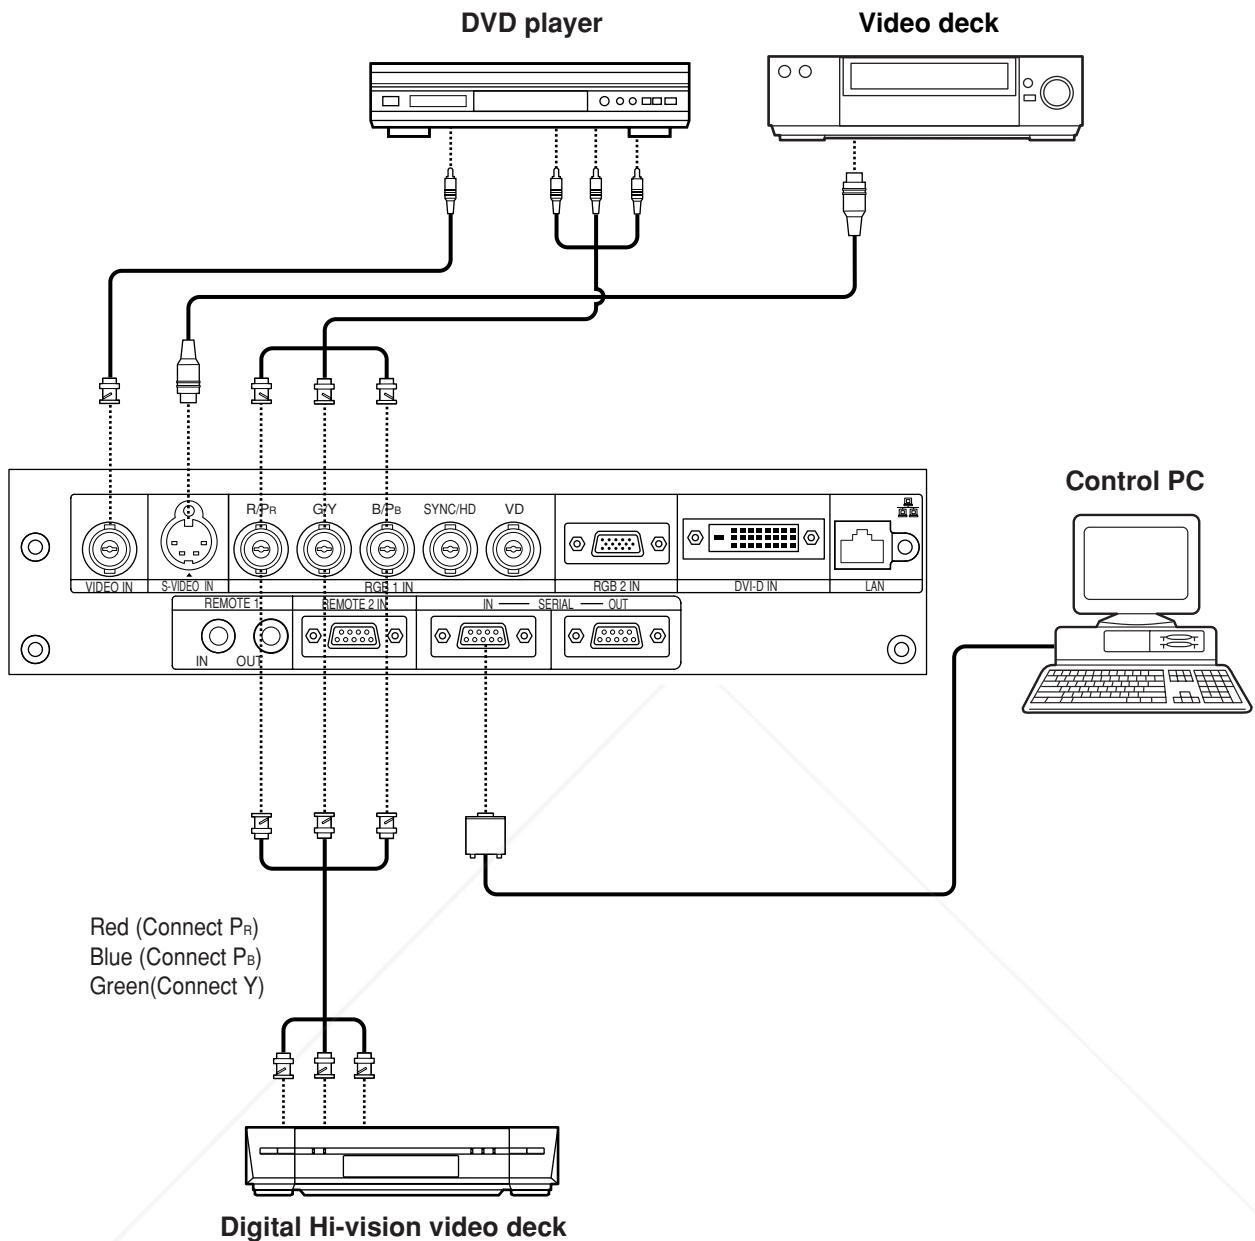 DVD player
Video deck
Control PC
R/PR
G/Y
B/PB
SYNC/HD
VD
VIDEO IN
S-VIDEO IN
RGB 1 IN
RGB 2 IN
DVI-D IN
LAN
REMOTE 1
REMOTE 2 IN
IN
SERIAL
OUT
IN
OUT
Red (Connect PR)
Blue (Connect PB)
Green(Connect Y)
Digital Hi-vision video deck